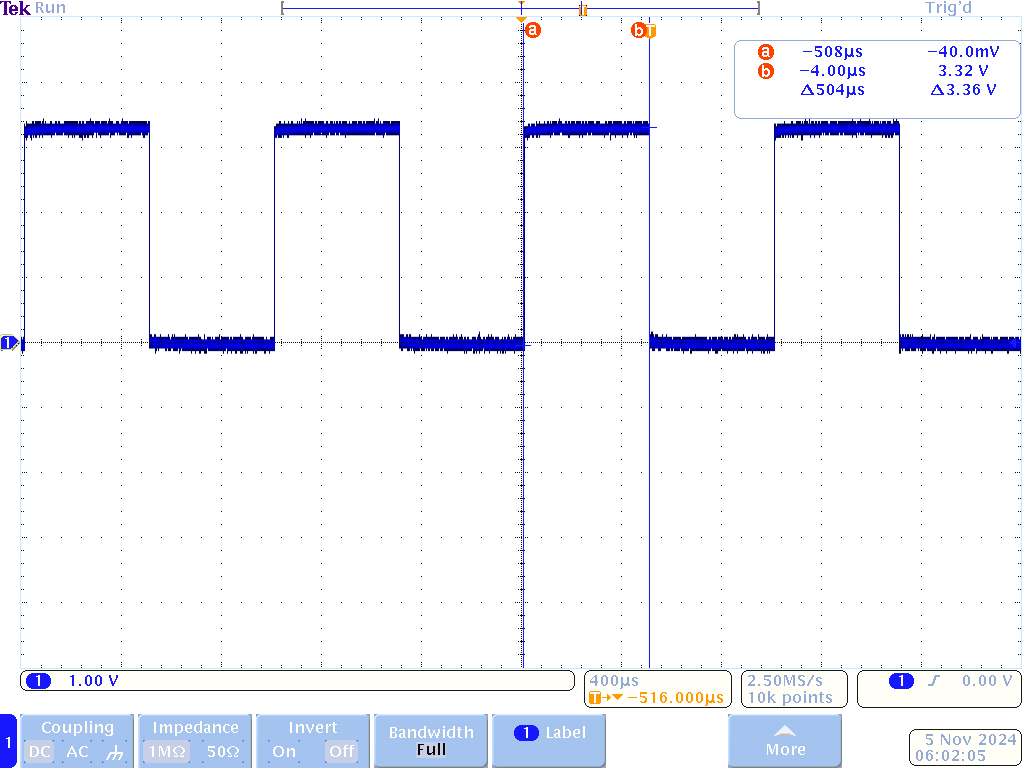 Tek Run Trig'd
a b T
a −508µs −40.0mV
b −4.00µs 3.32 V
Δ504µs Δ3.36 V
1
1 1.00 V
400µs
T→▼−516.000µs
2.50MS/s
10k points
1 0.00 V
1
Coupling
DC AC
Impedance
1MΩ 50Ω
Invert
On Off
Bandwidth
Full
1 Label
More
5 Nov 2024
06:02:05